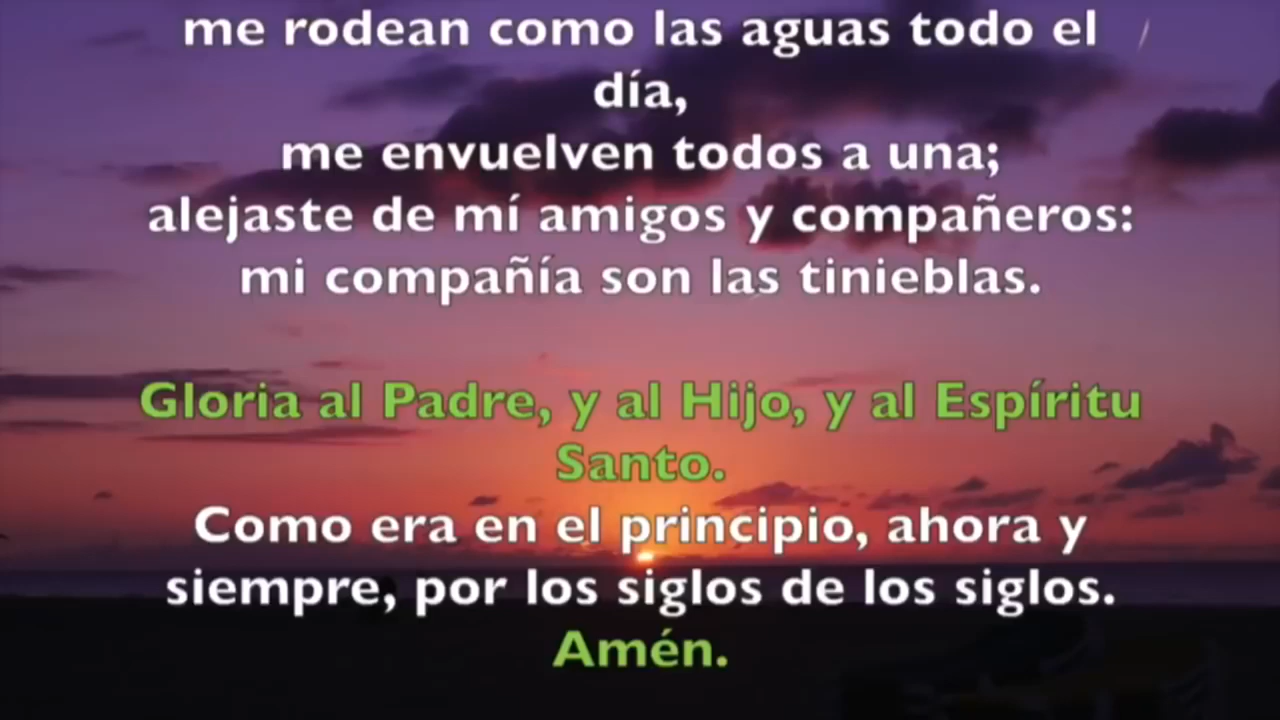 me rodean como las aguas todo el
día,
me envuelven todos a una;
alejaste de mí amigos y compañeros:
mi compañía son las tinieblas.
Gloria al Padre, y al Hijo, y al Espíritu
Santo.
Como era en el principio, ahora y
siempre, por los siglos de los siglos.
Amén.